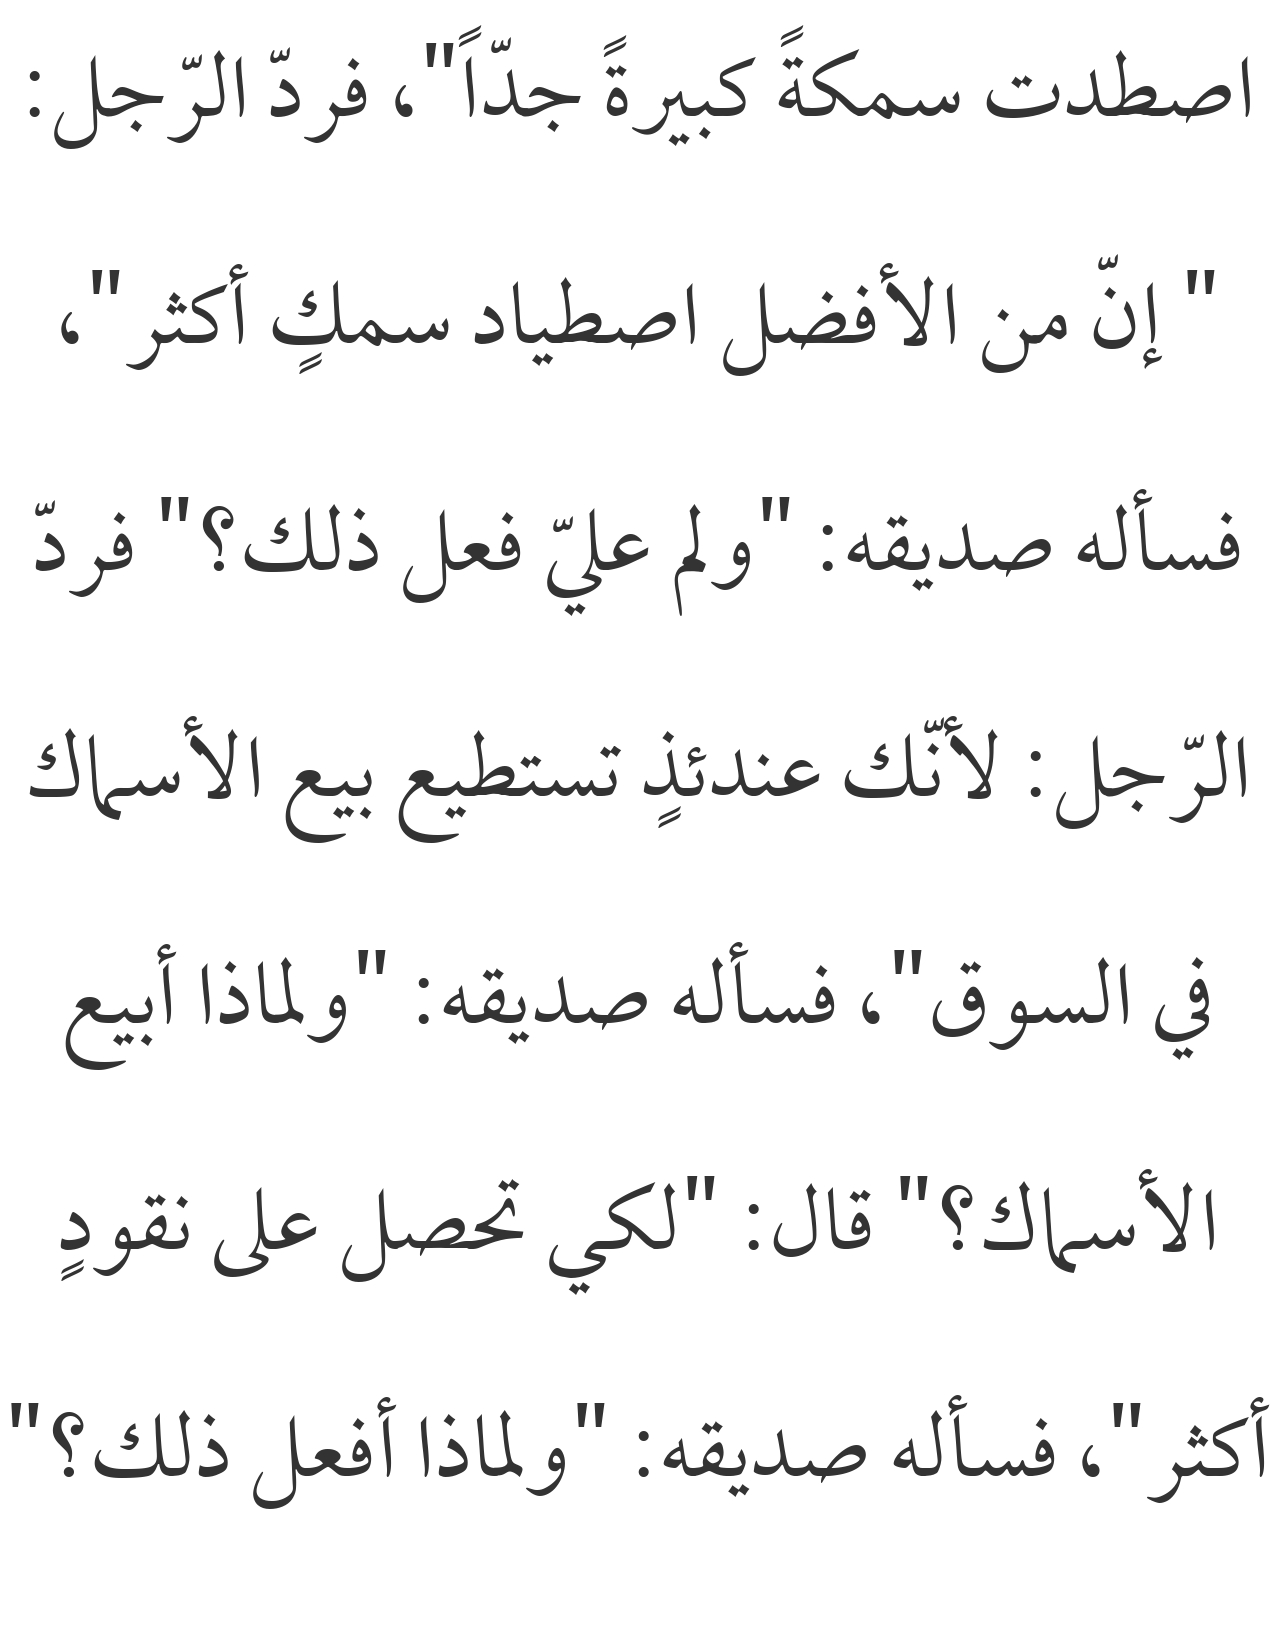 اصطدت سمكةً كبيرةً جدّاً"، فردّ الرّجل:
" إنّ من الأفضل اصطياد سمكٍ أكثر"،
فسأله صديقه: "ولم عليّ فعل ذلك؟" فردّ
الرّجل: لأنّك عندئذٍ تستطيع بيع الأسماك
في السوق"، فسأله صديقه: "ولماذا أبيع
الأسماك؟" قال: "لكي تحصل على نقودٍ
أكثر"، فسأله صديقه: "ولماذا أفعل ذلك؟"